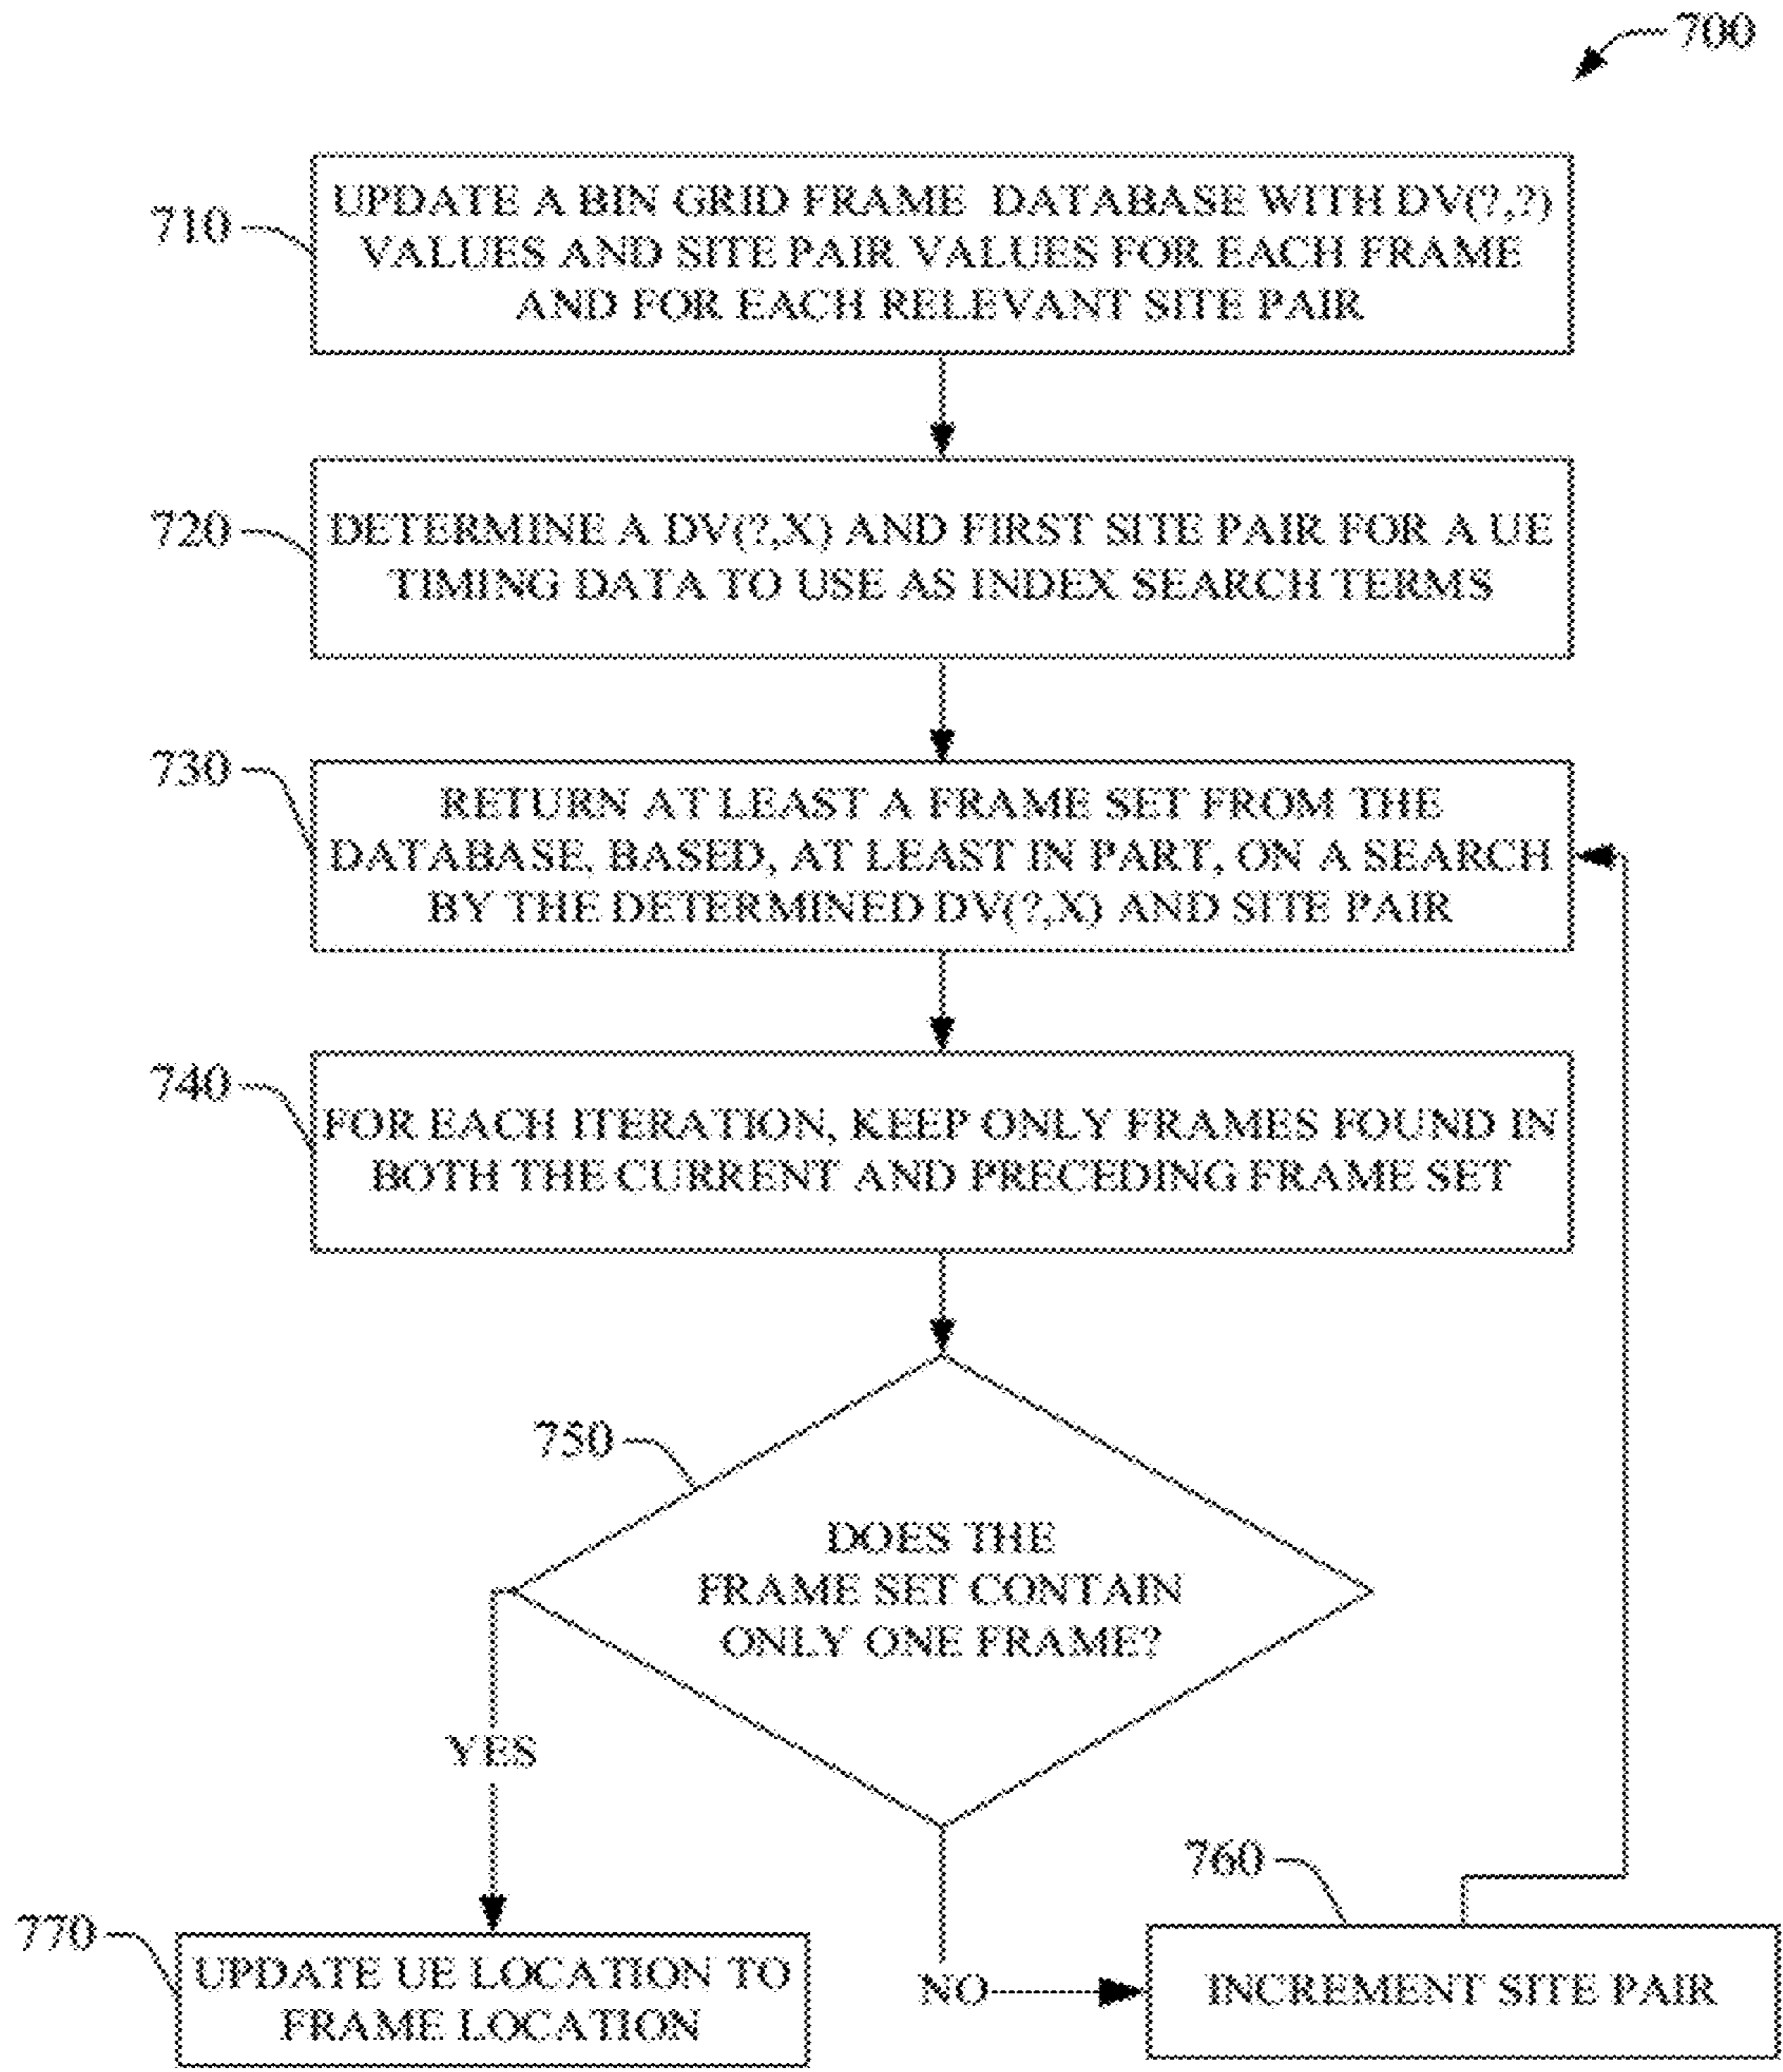 700
710
UPDATE A BIN GRID FRAME DATABASE WITH DV(?,?)
VALUES AND SITE PAIR VALUES FOR EACH FRAME
AND FOR EACH RELEVANT SITE PAIR
720
DETERMINE A DV(?,X) AND FIRST SITE PAIR FOR A UE
TIMING DATA TO USE AS INDEX SEARCH TERMS
730
RETURN AT LEAST A FRAME SET FROM THE
DATABASE, BASED, AT LEAST IN PART, ON A SEARCH
BY THE DETERMINED DV(?,X) AND SITE PAIR
740
FOR EACH ITERATION, KEEP ONLY FRAMES FOUND IN
BOTH THE CURRENT AND PRECEDING FRAME SET
750
DOES THE
FRAME SET CONTAIN
ONLY ONE FRAME?
YES
760
770
UPDATE UE LOCATION TO
FRAME LOCATION
NO
INCREMENT SITE PAIR